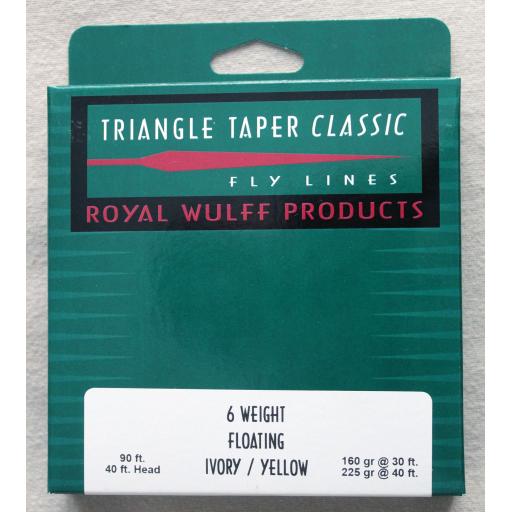 TRIANGLE TAPER CLASSIC
FLY LINES
ROYAL WULFF PRODUCTS
6 WEIGHT
FLOATING
IVORY / YELLOW
90 ft.
40 ft. Head
160 gr @ 30 ft.
225 gr @ 40 ft.